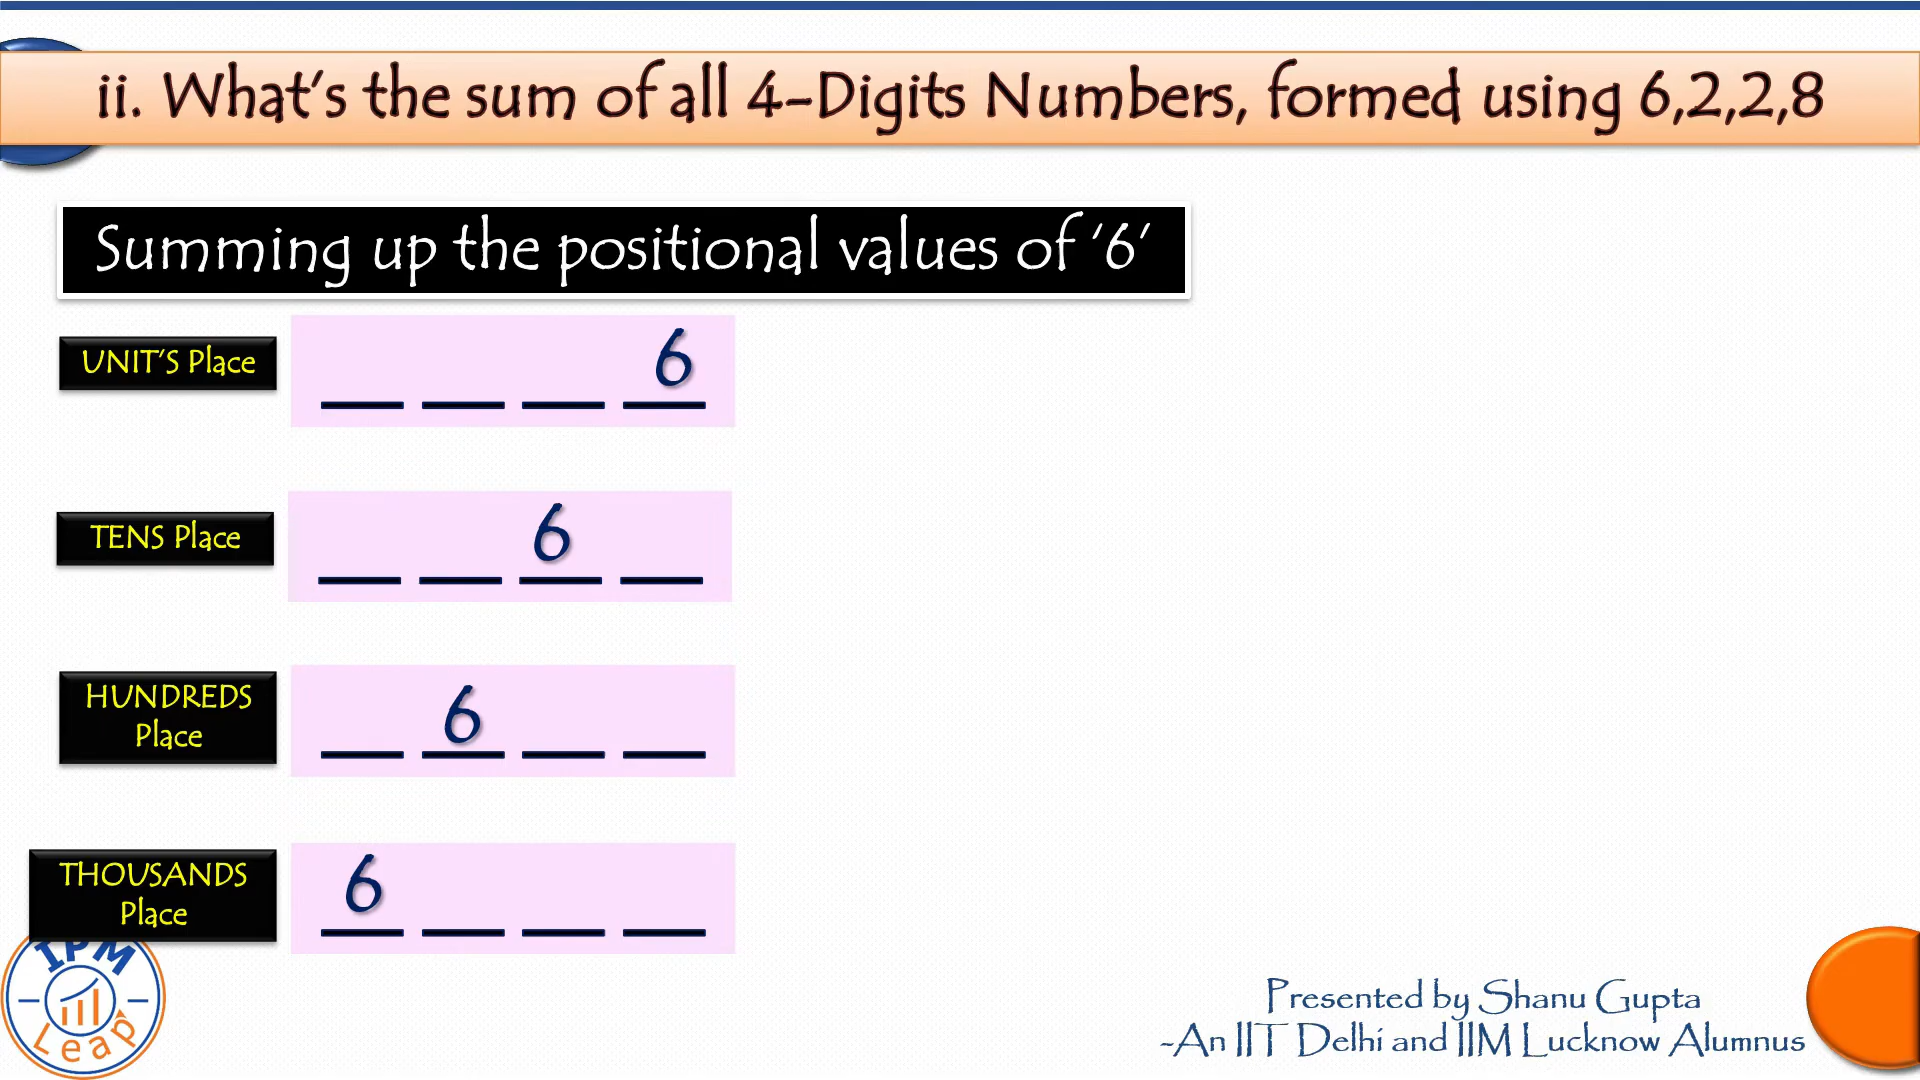 ii. What's the sum of all 4-Digits Numbers, formed using 6,2,2,8
Summing up the positional values of '6'
UNIT'S Place
6
TENS Place
6
HUNDREDS
Place
6
THOUSANDS
Place
6
IPM
Leap
Presented by Shanu Gupta
-An IIT Delhi and IIM Lucknow Alumnus